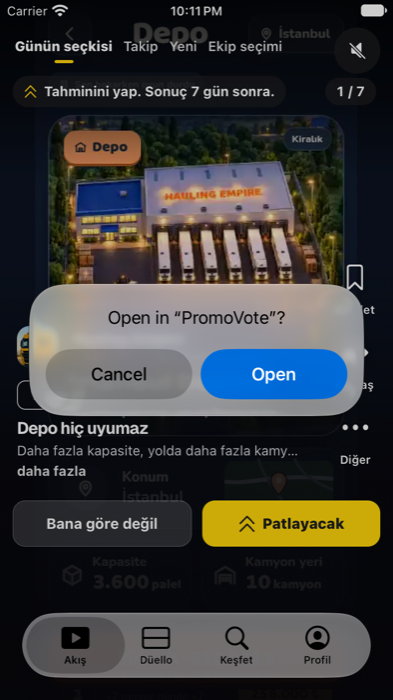 Carrier 10:11 PM
Depo
İstanbul
Günün seçkisi Takip Yeni Ekip seçimi
Tahminini yap. Sonuç 7 gün sonra.
1 / 7
Depo
Kiralık
HAULING EMPIRE
Open in “PromoVote”?
Cancel
Open
Depo hiç uyumaz
Daha fazla kapasite, yolda daha fazla kamy...
daha fazla
Diğer
Konum
İstanbul
Bana göre değil
Patlayacak
Kapasite
3.600 palet
Kamyon yeri
10 kamyon
Akış
Düello
Keşfet
Profil